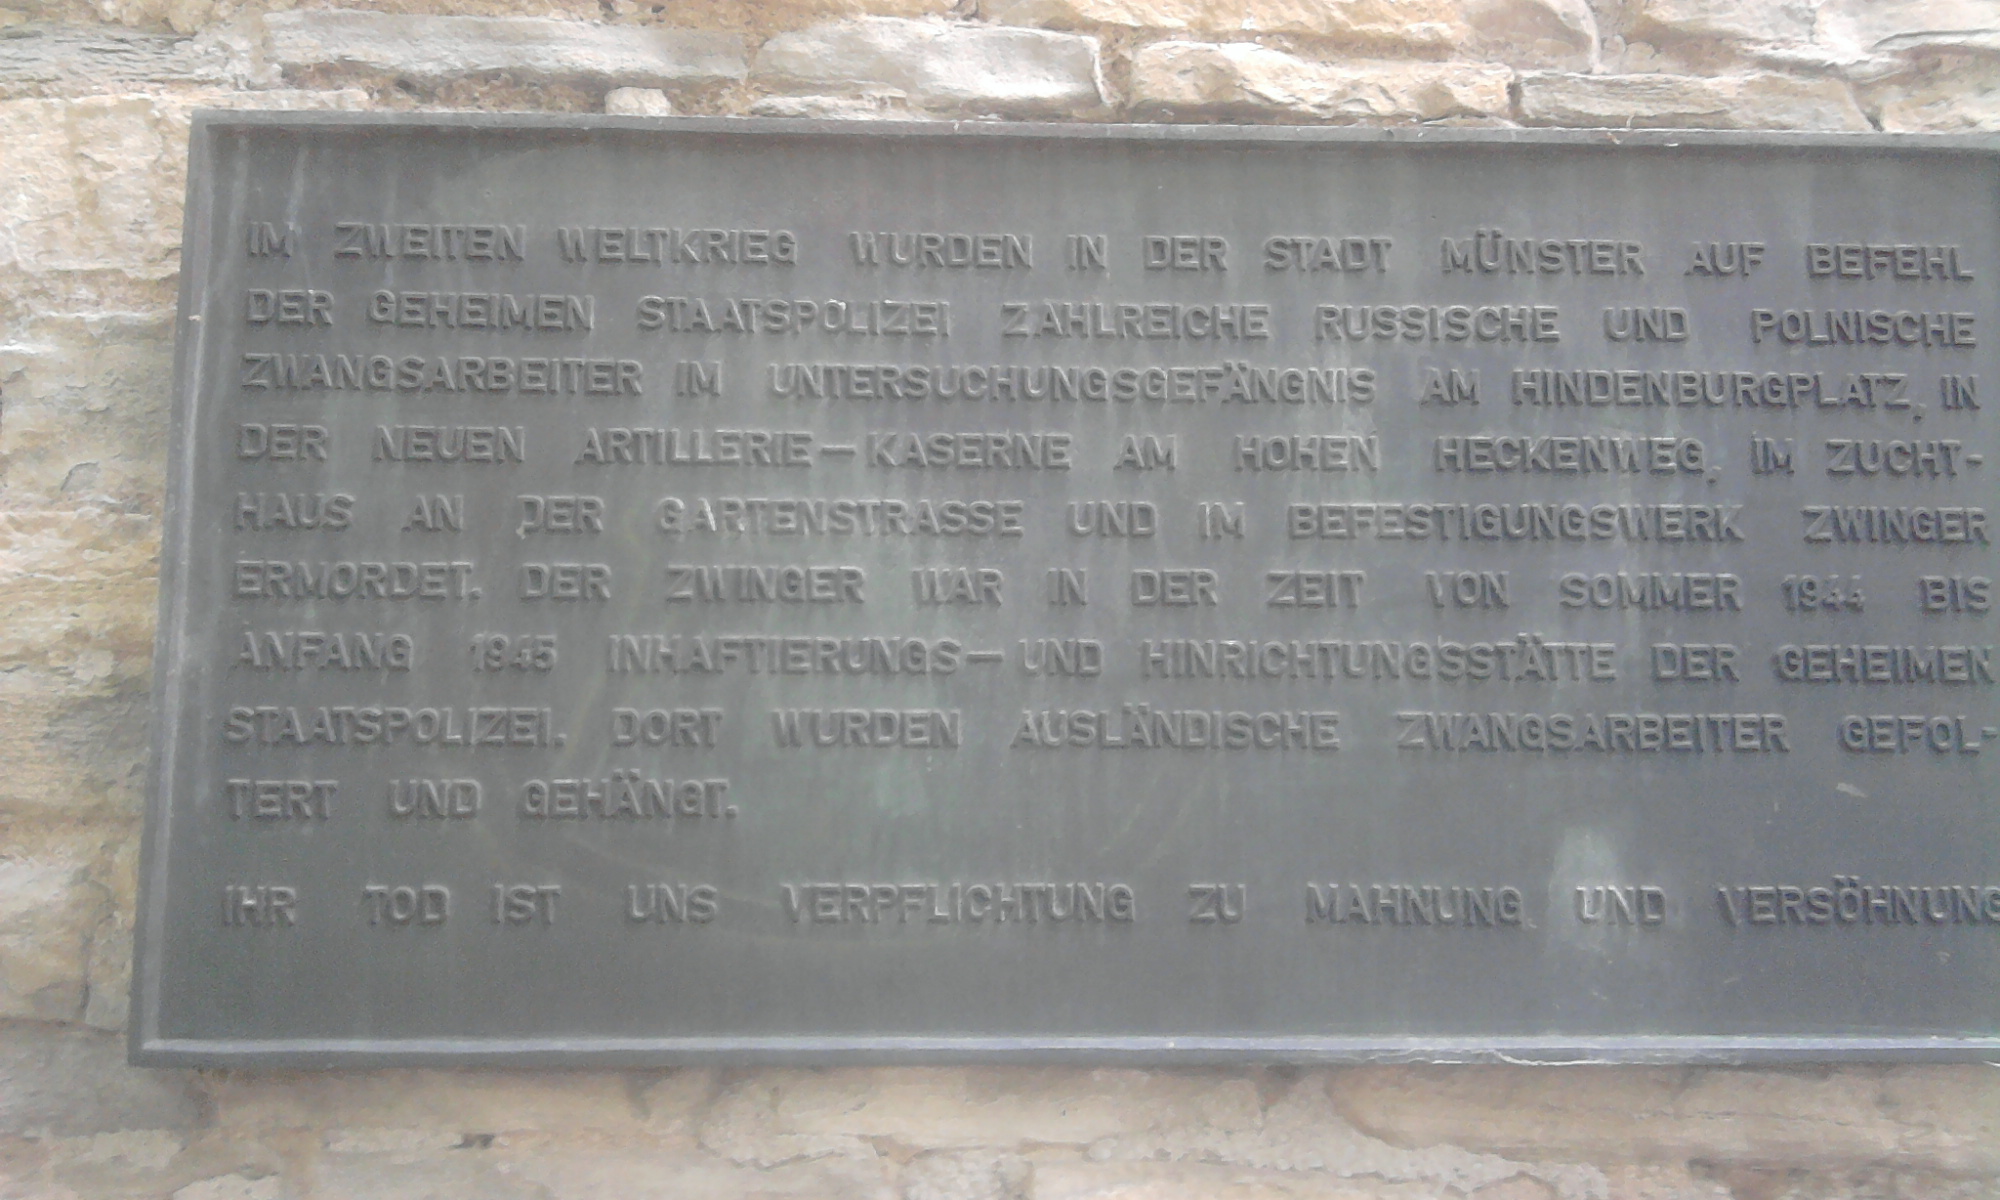 IM ZWEITEN WELTKRIEG WURDEN IN DER STADT MÜNSTER AUF BEFEHL
DER GEHEIMEN STAATSPOLIZEI ZAHLREICHE RUSSISCHE UND POLNISCHE
ZWANGSARBEITER IM UNTERSUCHUNGSGEFÄNGNIS AM HINDENBURGPLATZ, IN
DER NEUEN ARTILLERIE-KASERNE AM HOHEN HECKENWEG, IM ZUCHT-
HAUS AN DER GARTENSTRASSE UND IM BEFESTIGUNGSWERK ZWINGER
ERMORDET. DER ZWINGER WAR IN DER ZEIT VON SOMMER 1944 BIS
ANFANG 1945 INHAFTIERUNGS- UND HINRICHTUNGSSTÄTTE DER GEHEIMEN
STAATSPOLIZEI. DORT WURDEN AUSLÄNDISCHE ZWANGSARBEITER GEFOL-
TERT UND GEHÄNGT.
IHR TOD IST UNS VERPFLICHTUNG ZU MAHNUNG UND VERSÖHNUNG